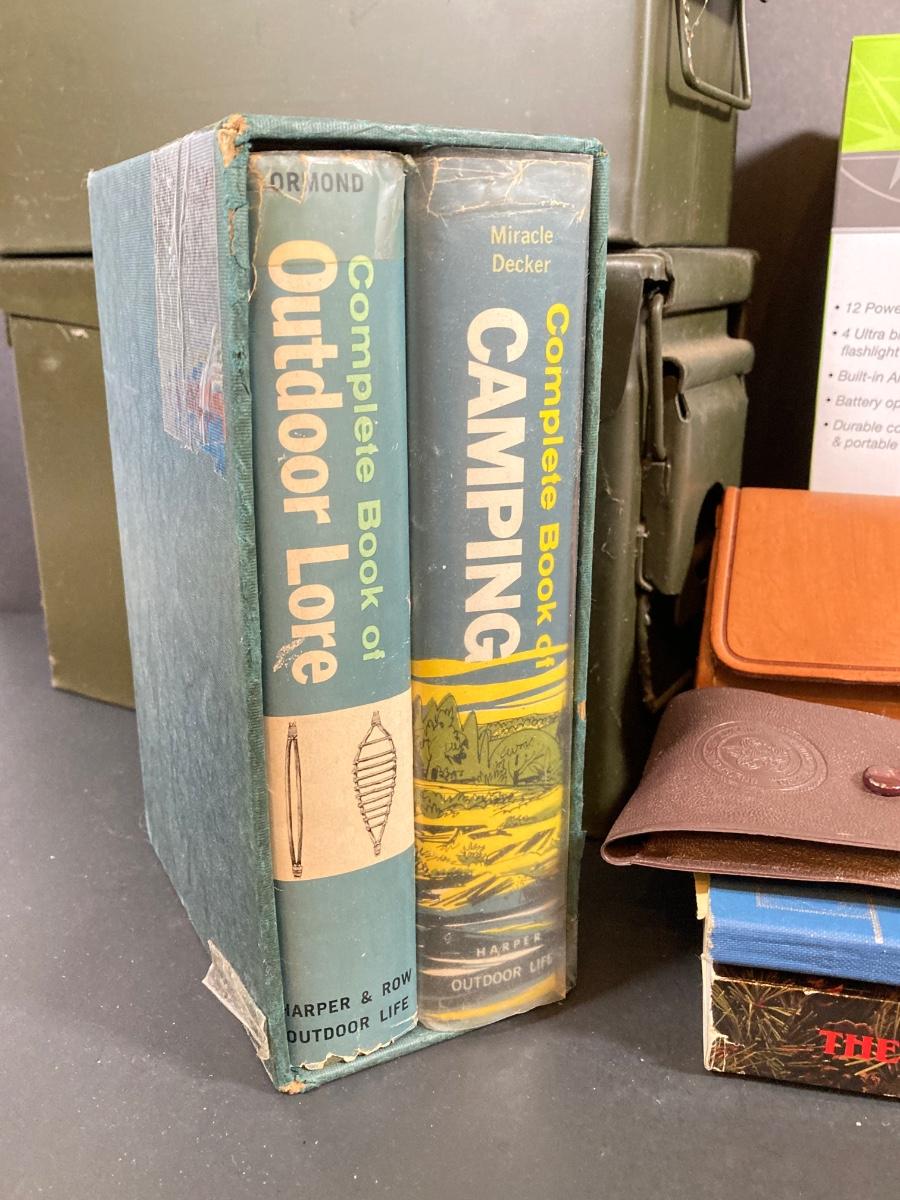 ORMOND
Complete Book of
Outdoor Lore
HARPER & ROW
OUTDOOR LIFE
Miracle
Decker
Complete Book of
CAMPING
HARPER
OUTDOOR LIFE
• 12 Powe
• 4 Ultra b
flashlight
• Built-in A
• Battery op
• Durable co
& portable
THE